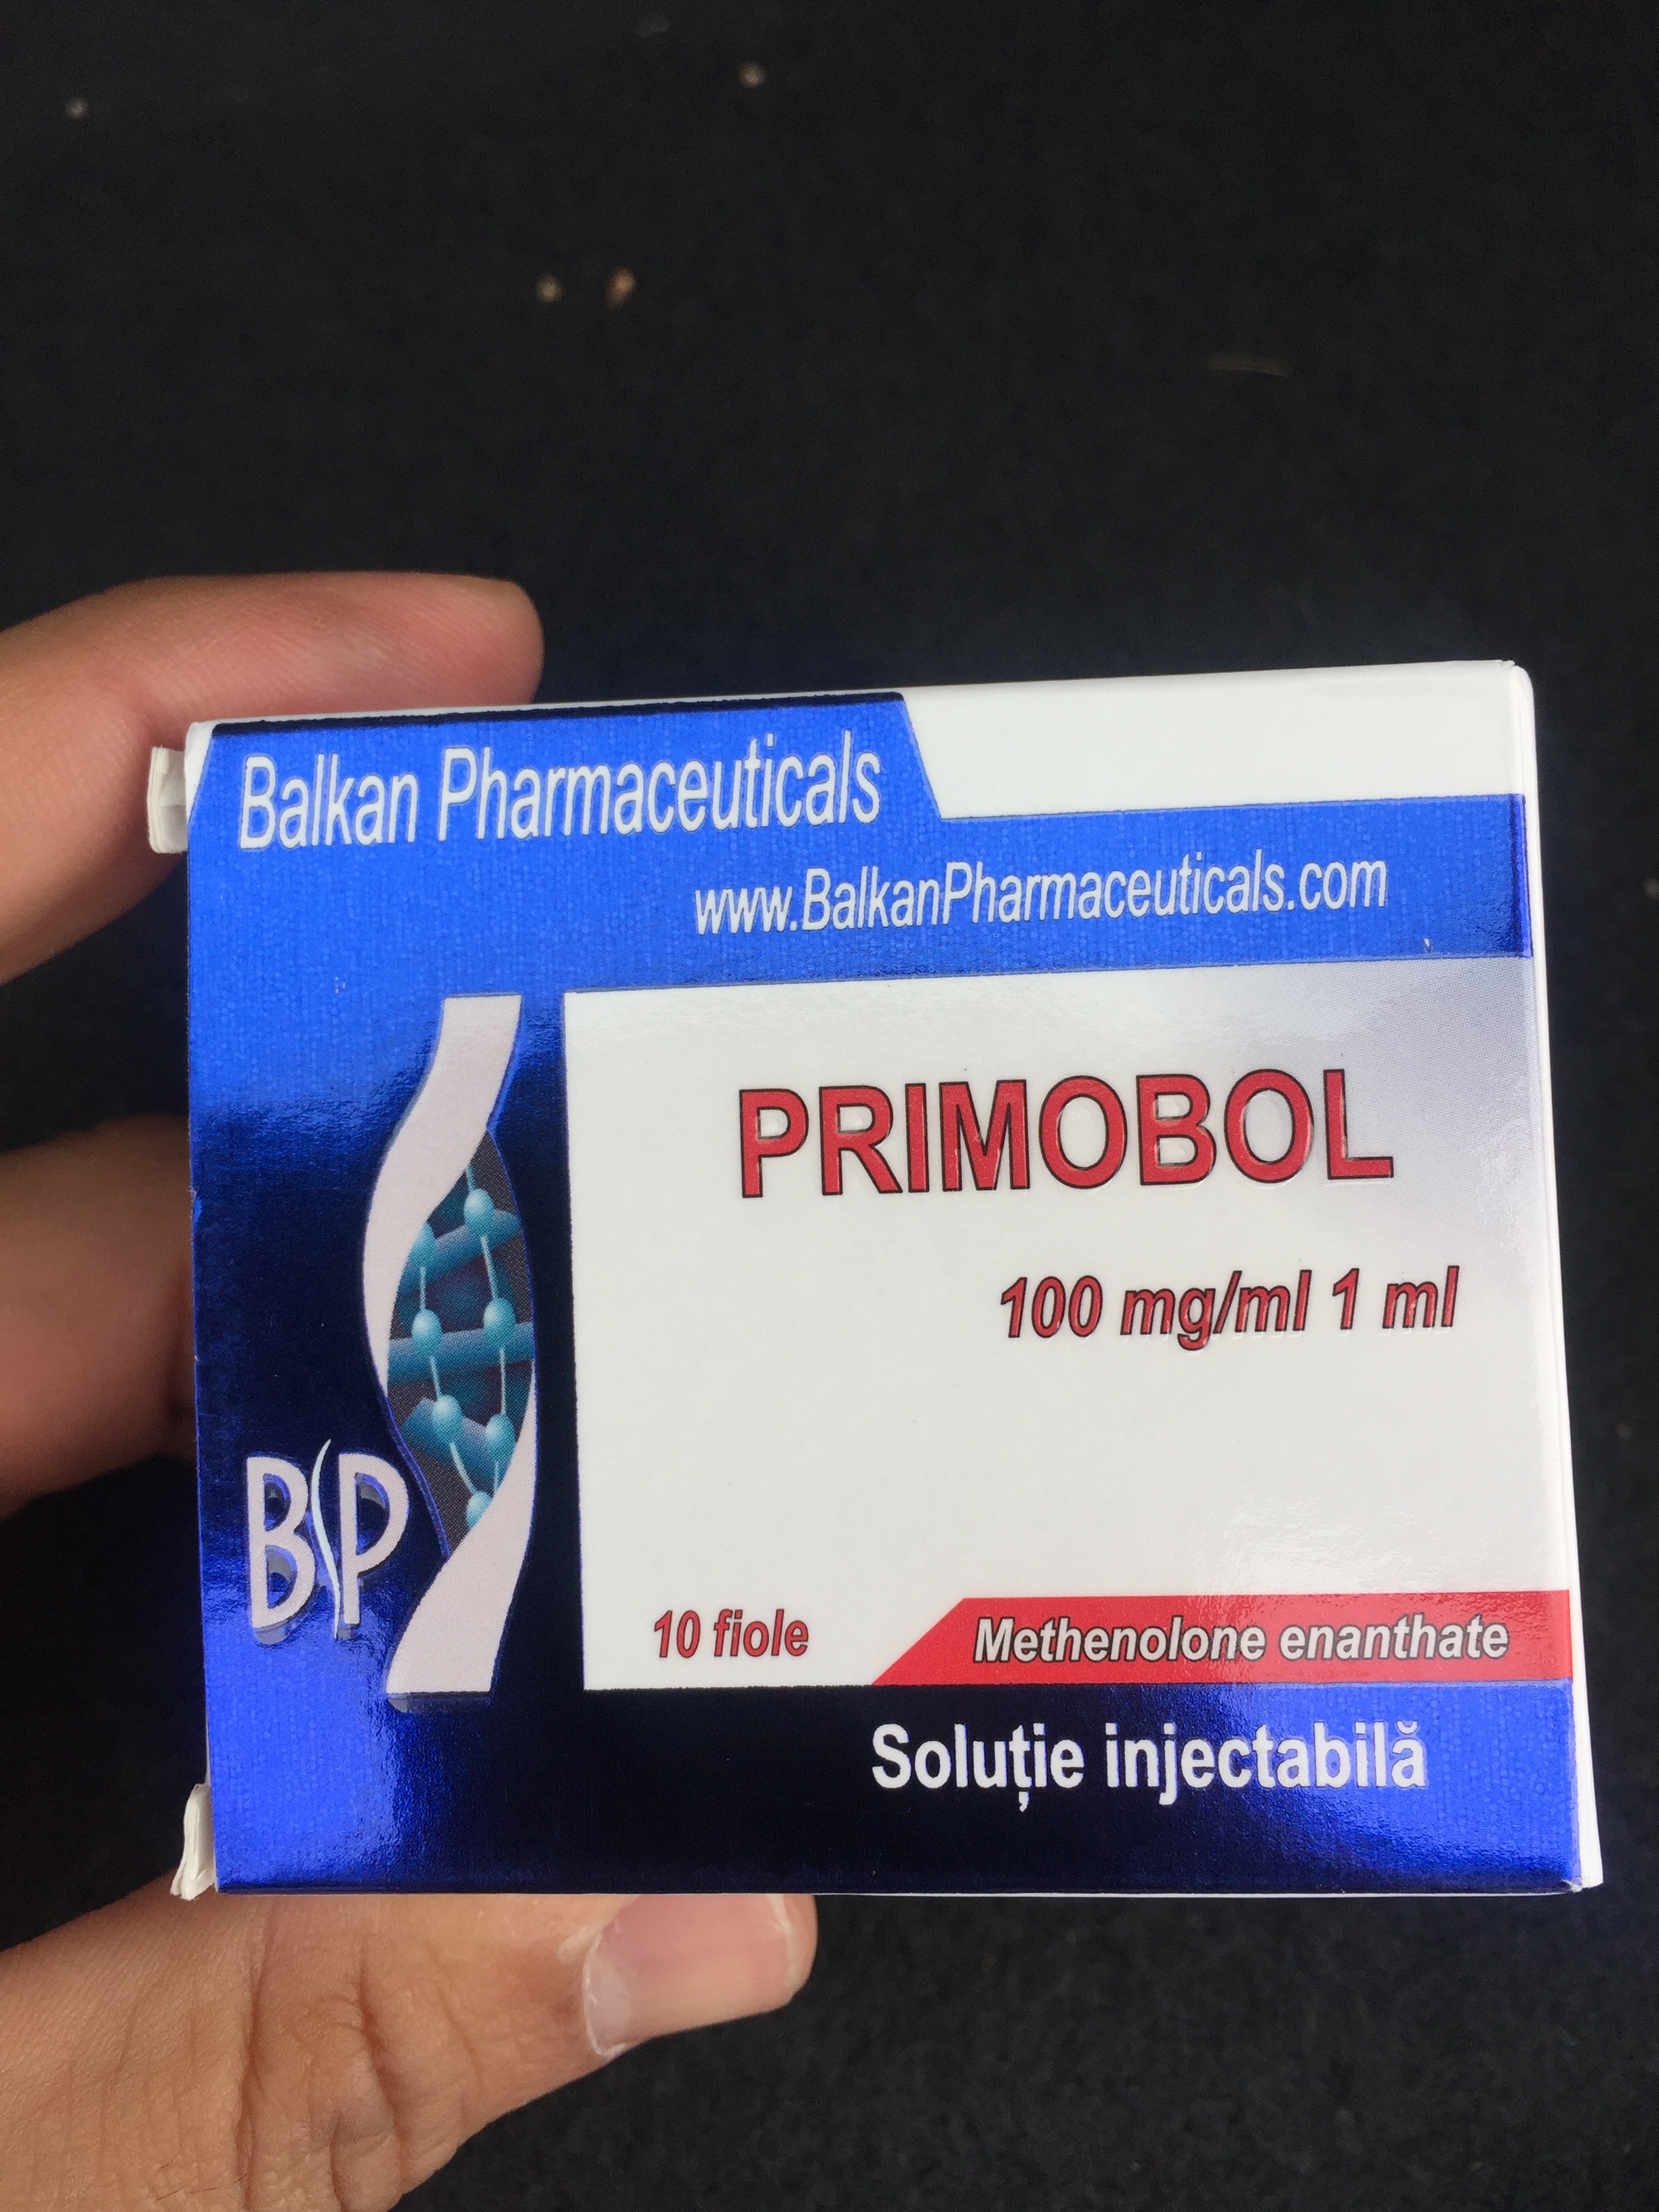 Balkan Pharmaceuticals
www.BalkanPharmaceuticals.com
PRIMOBOL
100 mg/ml 1 ml
BP
10 fiole
Methenolone enanthate
Soluție injectabilă